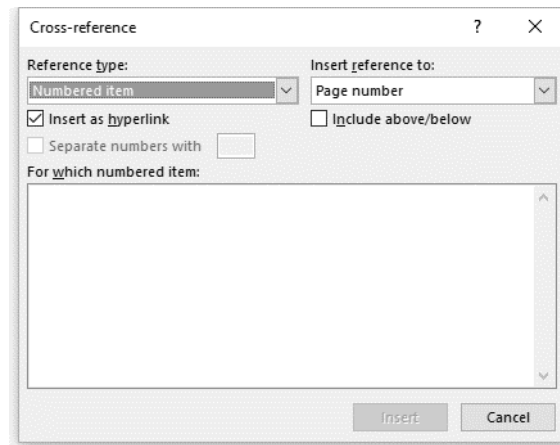 Cross-reference ?
Reference type: Insert reference to:
Numbered item Page number
Insert as hyperlink Include above/below
Separate numbers with
For which numbered item:
Insert Cancel